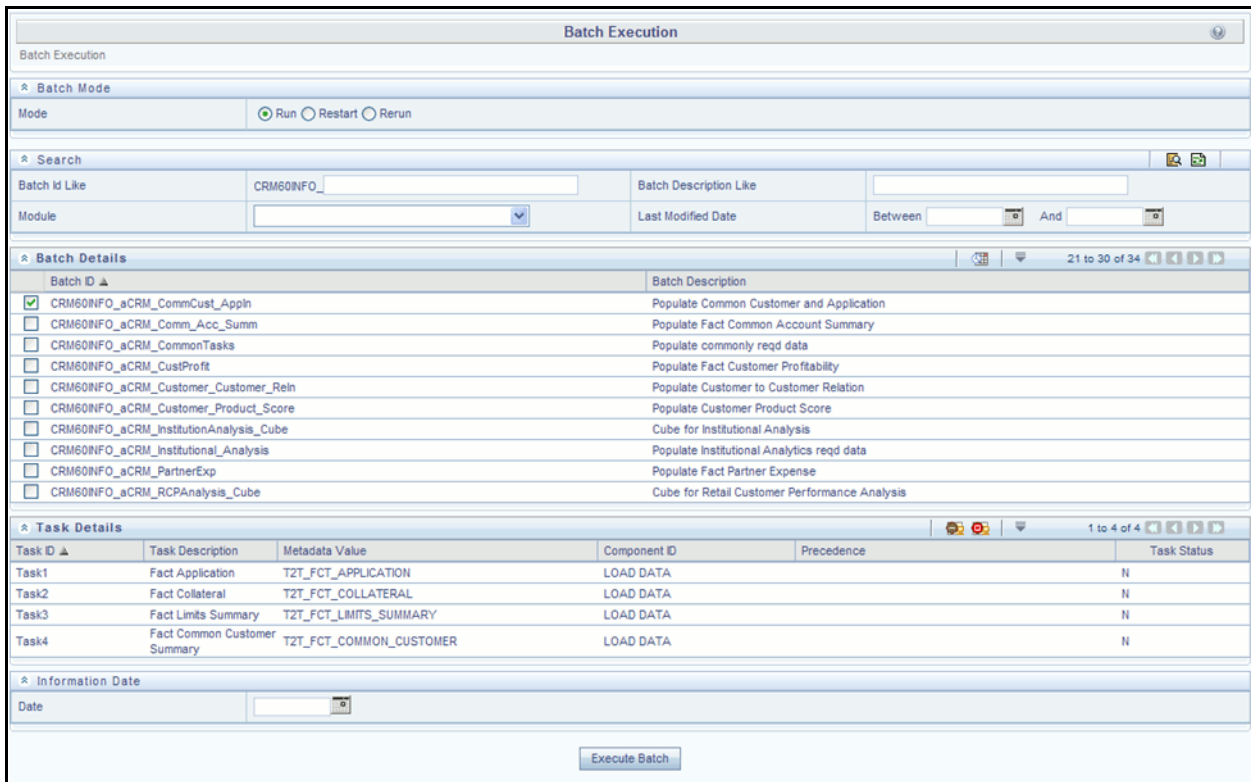 Batch Execution
Batch Execution
Batch Mode
Mode Run Restart Rerun
Search
Batch Id Like CRM60INFO_ Batch Description Like
Module Last Modified Date Between And
Batch Details 21 to 30 of 34
Batch ID Batch Description
CRM60INFO_aCRM_CommCust_Appln Populate Common Customer and Application
CRM60INFO_aCRM_Comm_Acc_Summ Populate Fact Common Account Summary
CRM60INFO_aCRM_CommonTasks Populate commonly reqd data
CRM60INFO_aCRM_CustProfit Populate Fact Customer Profitability
CRM60INFO_aCRM_Customer_Customer_Reln Populate Customer to Customer Relation
CRM60INFO_aCRM_Customer_Product_Score Populate Customer Product Score
CRM60INFO_aCRM_InstitutionAnalysis_Cube Cube for Institutional Analysis
CRM60INFO_aCRM_Institutional_Analysis Populate Institutional Analytics reqd data
CRM60INFO_aCRM_PartnerExp Populate Fact Partner Expense
CRM60INFO_aCRM_RCPAnalysis_Cube Cube for Retail Customer Performance Analysis
Task Details 1 to 4 of 4
Task ID Task Description Metadata Value Component ID Precedence Task Status
Task1 Fact Application T2T_FCT_APPLICATION LOAD DATA N
Task2 Fact Collateral T2T_FCT_COLLATERAL LOAD DATA N
Task3 Fact Limits Summary T2T_FCT_LIMITS_SUMMARY LOAD DATA N
Task4 Fact Common Customer Summary T2T_FCT_COMMON_CUSTOMER LOAD DATA N
Information Date
Date
Execute Batch